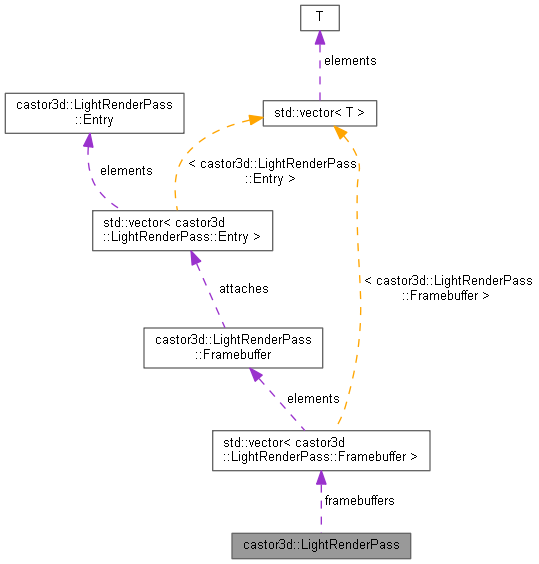 T
elements
castor3d::LightRenderPass
::Entry
std::vector< T >
elements
< castor3d::LightRenderPass
::Entry >
std::vector< castor3d
::LightRenderPass::Entry >
attaches
< castor3d::LightRenderPass
::Framebuffer >
castor3d::LightRenderPass
::Framebuffer
elements
std::vector< castor3d
::LightRenderPass::Framebuffer >
framebuffers
castor3d::LightRenderPass